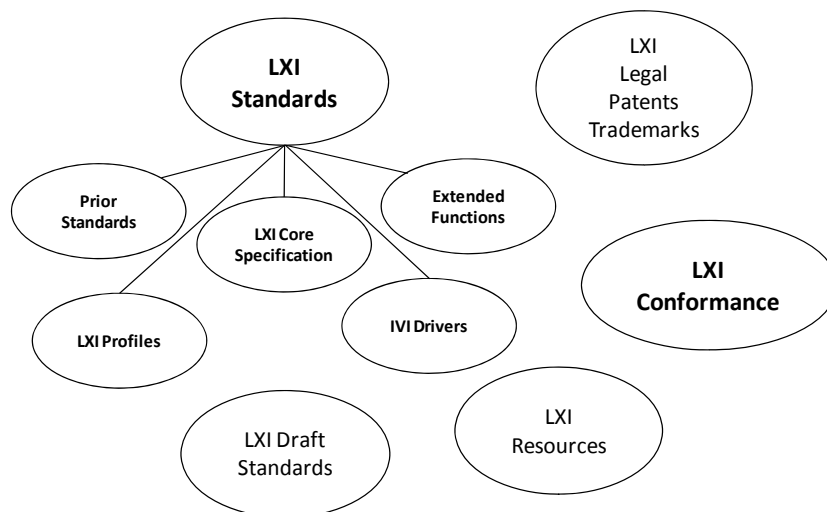 LXI
Standards
LXI
Legal
Patents
Trademarks
Prior
Standards
LXI Core
Specification
Extended
Functions
LXI
Conformance
LXI Profiles
IVI Drivers
LXI Draft
Standards
LXI
Resources